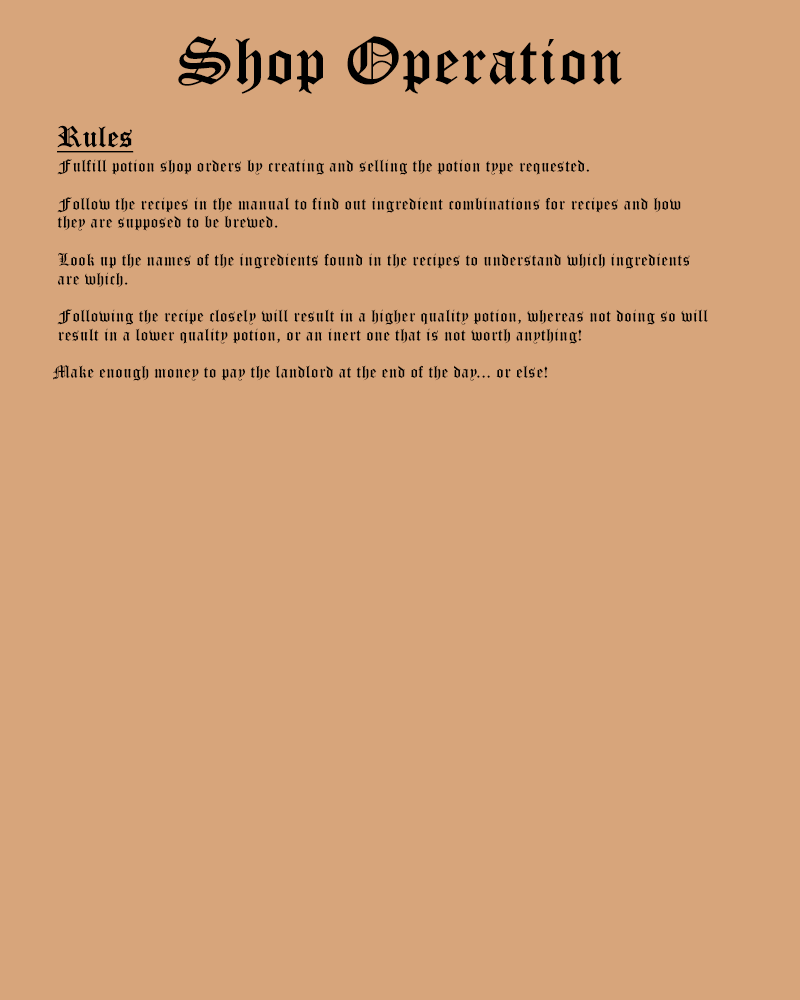 Shop Operation
Rules
Fulfill potion shop orders by creating and selling the potion type requested.
Follow the recipes in the manual to find out ingredient combinations for recipes and how
they are supposed to be brewed.
Look up the names of the ingredients found in the recipes to understand which ingredients
are which.
Following the recipe closely will result in a higher quality potion, whereas not doing so will
result in a lower quality potion, or an inert one that is not worth anything!
Make enough money to pay the landlord at the end of the day... or else!